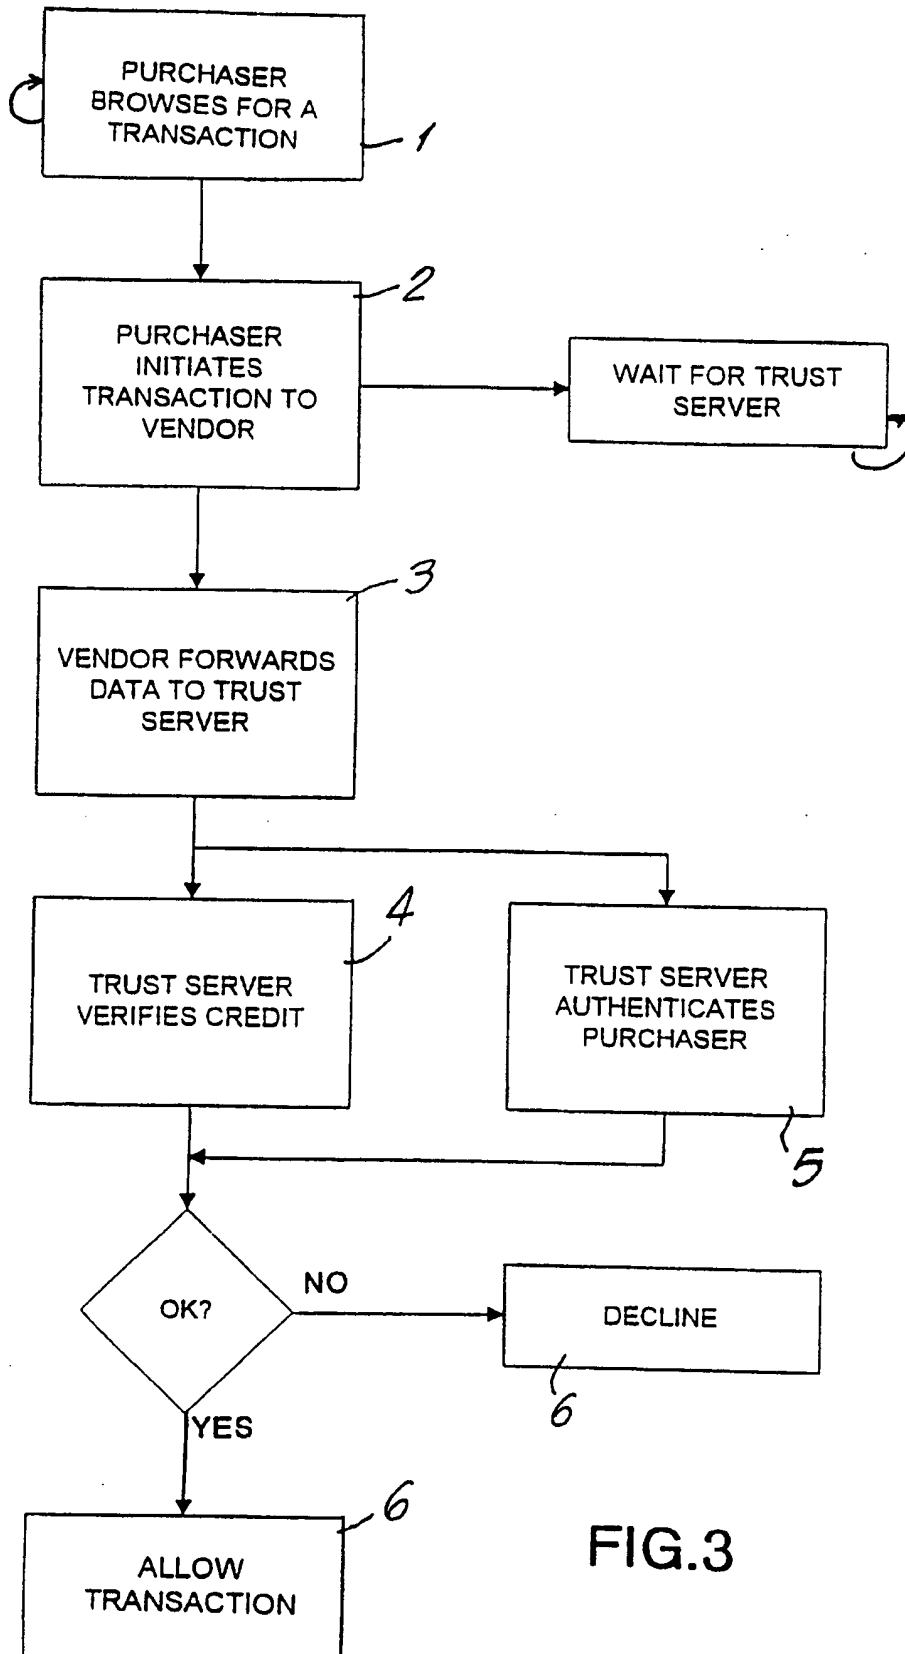 PURCHASER
BROWSES FOR A
TRANSACTION
1
2
PURCHASER
INITIATES
TRANSACTION TO
VENDOR
WAIT FOR TRUST
SERVER
3
VENDOR FORWARDS
DATA TO TRUST
SERVER
4
TRUST SERVER
VERIFIES CREDIT
TRUST SERVER
AUTHENTICATES
PURCHASER
5
OK?
NO
DECLINE
6
YES
6
ALLOW
TRANSACTION
FIG.3